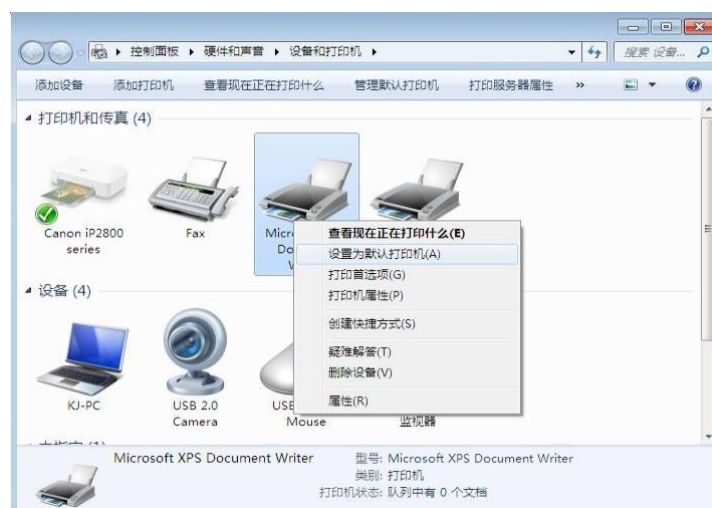 控制面板 ▸ 硬件和声音 ▸ 设备和打印机 ▸
搜索 设备...
添加设备 添加打印机 查看现在正在打印什么 管理默认打印机 打印服务器属性 »
打印机和传真 (4)
Canon iP2800
series
Fax
Micr
Do
查看现在正在打印什么(E)
设置为默认打印机(A)
打印首选项(G)
打印机属性(P)
创建快捷方式(S)
疑难解答(T)
删除设备(V)
属性(R)
设备 (4)
KJ-PC
USB 2.0
Camera
USB
Mouse
监视器
Microsoft XPS Document Writer
型号: Microsoft XPS Document Writer
类别: 打印机
打印机状态: 队列中有 0 个文档